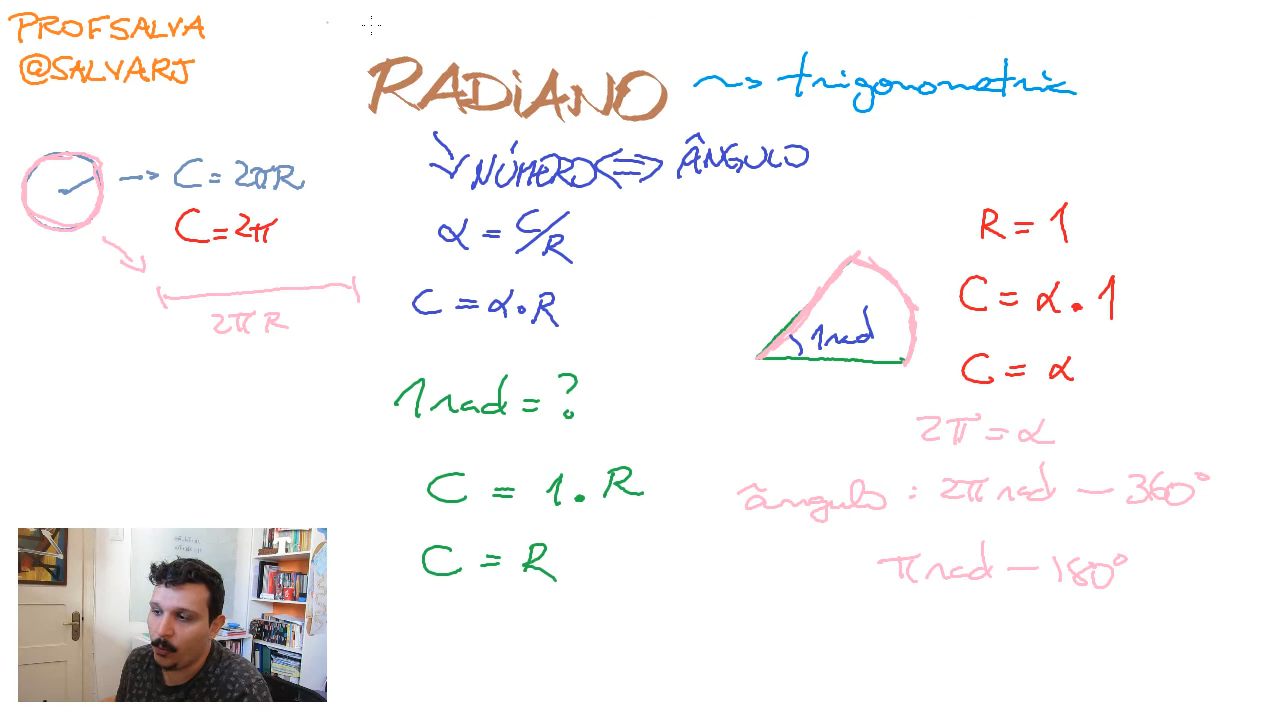 PROFSALVA
@SALVARJ
RADiANO ~> trigonometria
NÚMERO <=> ÂNGULO
C = 2πR
C = 2π
2πR
α = C/R
C = α . R
1 rad = ?
C = 1 . R
C = R
1 rad
R = 1
C = α . 1
C = α
2π = α
ângulo : 2π rad — 360°
π rad — 180°